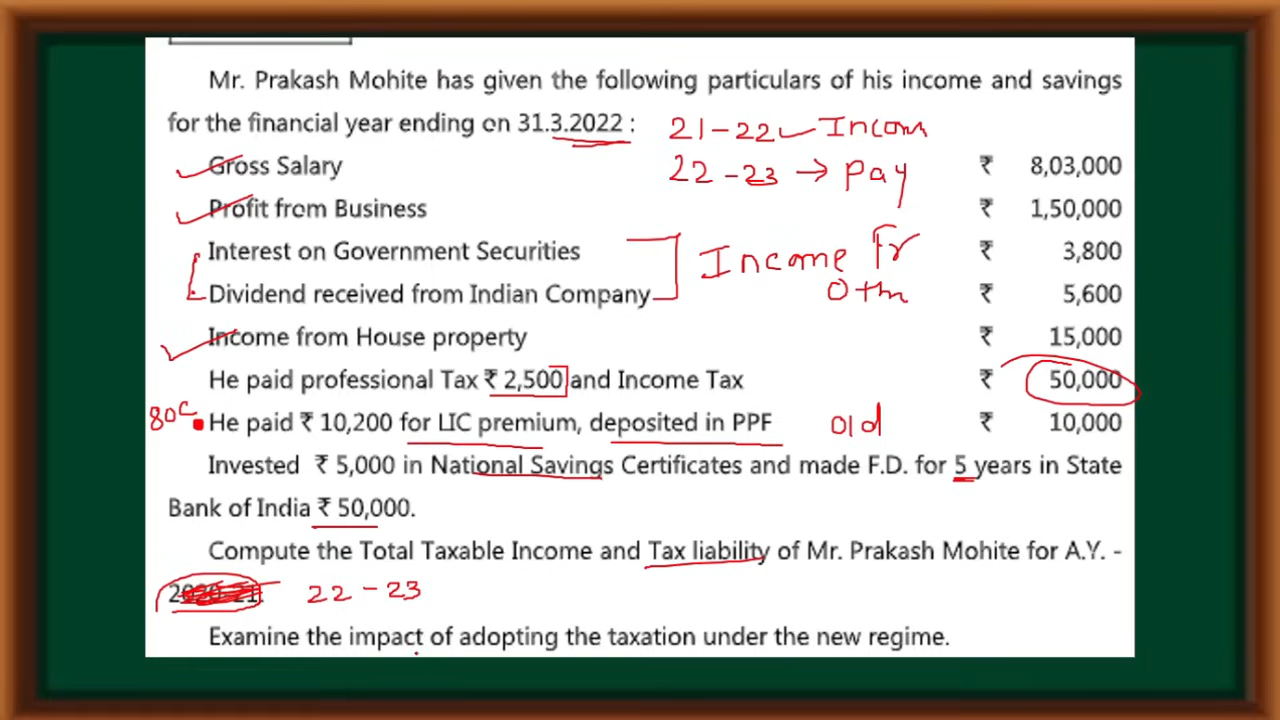 Mr. Prakash Mohite has given the following particulars of his income and savings
for the financial year ending on 31.3.2022 : 21-22 Incom
Gross Salary 22-23 → Pay ₹ 8,03,000
Profit from Business ₹ 1,50,000
Interest on Government Securities Income Fr ₹ 3,800
Dividend received from Indian Company Oth ₹ 5,600
Income from House property ₹ 15,000
He paid professional Tax ₹ 2,500 and Income Tax ₹ 50,000
80C He paid ₹ 10,200 for LIC premium, deposited in PPF old ₹ 10,000
Invested ₹ 5,000 in National Savings Certificates and made F.D. for 5 years in State
Bank of India ₹ 50,000.
Compute the Total Taxable Income and Tax liability of Mr. Prakash Mohite for A.Y. -
2020-21. 22-23
Examine the impact of adopting the taxation under the new regime.